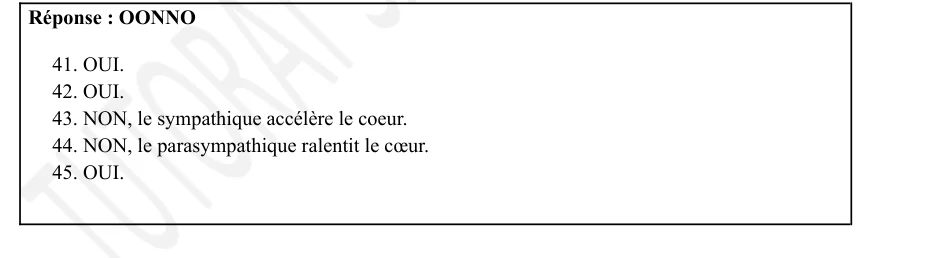 Réponse : OONNO
41. OUI.
42. OUI.
43. NON, le sympathique accélère le coeur.
44. NON, le parasympathique ralentit le cœur.
45. OUI.